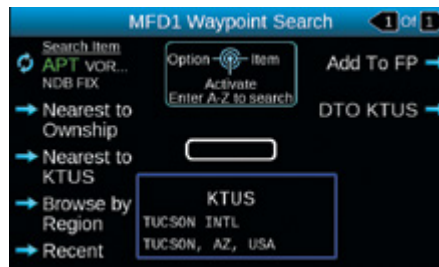 MFD1 Waypoint Search
1 Of 1
Search Item
APT VOR...
NDB FIX
Nearest to
Ownship
Nearest to
KTUS
Browse by
Region
Recent
Option Item
Activate
Enter A-Z to search
KTUS
TUCSON INTL
TUCSON, AZ, USA
Add To FP
DTO KTUS